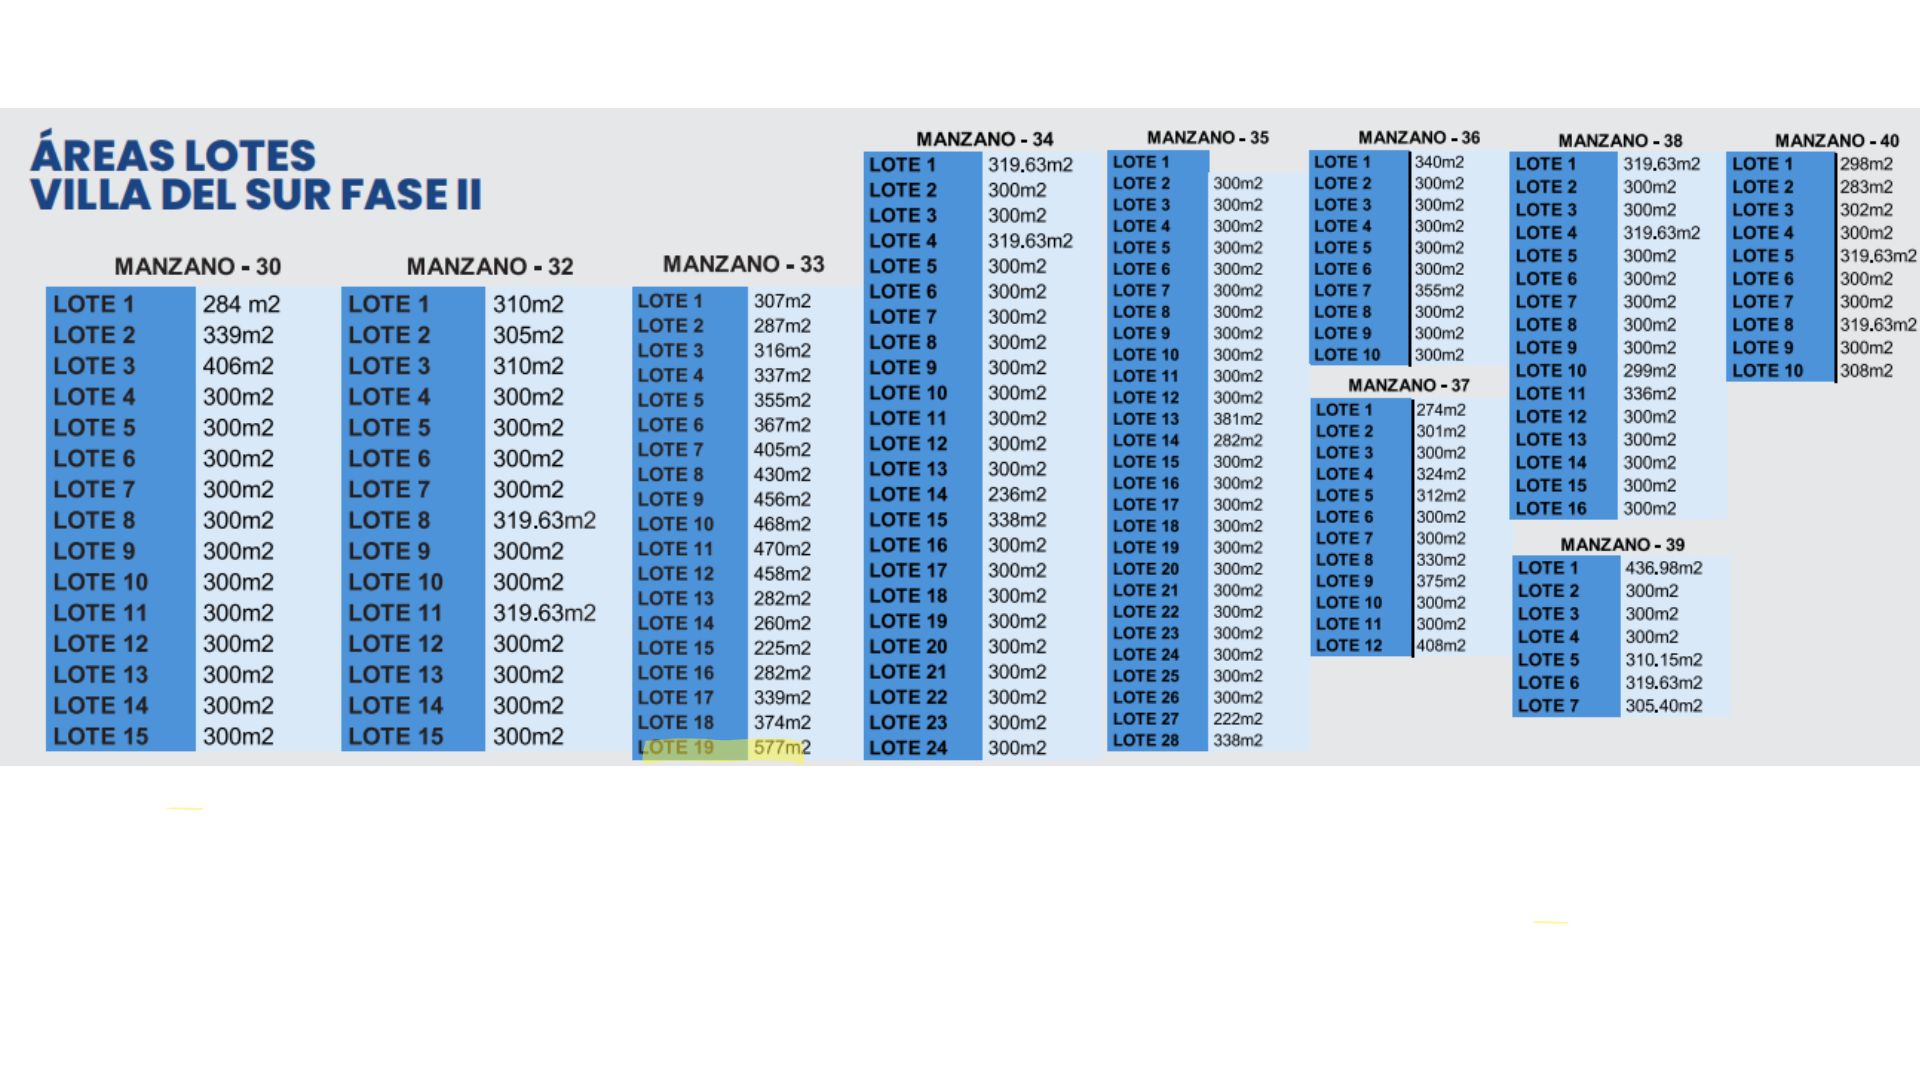 ÁREAS LOTES
VILLA DEL SUR FASE II
MANZANO - 30
LOTE 1 284 m2
LOTE 2 339m2
LOTE 3 406m2
LOTE 4 300m2
LOTE 5 300m2
LOTE 6 300m2
LOTE 7 300m2
LOTE 8 300m2
LOTE 9 300m2
LOTE 10 300m2
LOTE 11 300m2
LOTE 12 300m2
LOTE 13 300m2
LOTE 14 300m2
LOTE 15 300m2
MANZANO - 32
LOTE 1 310m2
LOTE 2 305m2
LOTE 3 310m2
LOTE 4 300m2
LOTE 5 300m2
LOTE 6 300m2
LOTE 7 300m2
LOTE 8 319.63m2
LOTE 9 300m2
LOTE 10 300m2
LOTE 11 319.63m2
LOTE 12 300m2
LOTE 13 300m2
LOTE 14 300m2
LOTE 15 300m2
MANZANO - 33
LOTE 1 307m2
LOTE 2 287m2
LOTE 3 316m2
LOTE 4 337m2
LOTE 5 355m2
LOTE 6 367m2
LOTE 7 405m2
LOTE 8 430m2
LOTE 9 456m2
LOTE 10 468m2
LOTE 11 470m2
LOTE 12 458m2
LOTE 13 282m2
LOTE 14 260m2
LOTE 15 225m2
LOTE 16 282m2
LOTE 17 339m2
LOTE 18 374m2
LOTE 19 577m2
MANZANO - 34
LOTE 1 319.63m2
LOTE 2 300m2
LOTE 3 300m2
LOTE 4 319.63m2
LOTE 5 300m2
LOTE 6 300m2
LOTE 7 300m2
LOTE 8 300m2
LOTE 9 300m2
LOTE 10 300m2
LOTE 11 300m2
LOTE 12 300m2
LOTE 13 300m2
LOTE 14 236m2
LOTE 15 338m2
LOTE 16 300m2
LOTE 17 300m2
LOTE 18 300m2
LOTE 19 300m2
LOTE 20 300m2
LOTE 21 300m2
LOTE 22 300m2
LOTE 23 300m2
LOTE 24 300m2
MANZANO - 35
LOTE 1
LOTE 2 300m2
LOTE 3 300m2
LOTE 4 300m2
LOTE 5 300m2
LOTE 6 300m2
LOTE 7 300m2
LOTE 8 300m2
LOTE 9 300m2
LOTE 10 300m2
LOTE 11 300m2
LOTE 12 300m2
LOTE 13 381m2
LOTE 14 282m2
LOTE 15 300m2
LOTE 16 300m2
LOTE 17 300m2
LOTE 18 300m2
LOTE 19 300m2
LOTE 20 300m2
LOTE 21 300m2
LOTE 22 300m2
LOTE 23 300m2
LOTE 24 300m2
LOTE 25 300m2
LOTE 26 300m2
LOTE 27 222m2
LOTE 28 338m2
MANZANO - 36
LOTE 1 340m2
LOTE 2 300m2
LOTE 3 300m2
LOTE 4 300m2
LOTE 5 300m2
LOTE 6 300m2
LOTE 7 355m2
LOTE 8 300m2
LOTE 9 300m2
LOTE 10 300m2
MANZANO - 37
LOTE 1 274m2
LOTE 2 301m2
LOTE 3 300m2
LOTE 4 324m2
LOTE 5 312m2
LOTE 6 300m2
LOTE 7 300m2
LOTE 8 330m2
LOTE 9 375m2
LOTE 10 300m2
LOTE 11 300m2
LOTE 12 408m2
MANZANO - 38
LOTE 1 319.63m2
LOTE 2 300m2
LOTE 3 300m2
LOTE 4 319.63m2
LOTE 5 300m2
LOTE 6 300m2
LOTE 7 300m2
LOTE 8 300m2
LOTE 9 300m2
LOTE 10 299m2
LOTE 11 336m2
LOTE 12 300m2
LOTE 13 300m2
LOTE 14 300m2
LOTE 15 300m2
LOTE 16 300m2
MANZANO - 39
LOTE 1 436.98m2
LOTE 2 300m2
LOTE 3 300m2
LOTE 4 300m2
LOTE 5 310.15m2
LOTE 6 319.63m2
LOTE 7 305.40m2
MANZANO - 40
LOTE 1 298m2
LOTE 2 283m2
LOTE 3 302m2
LOTE 4 300m2
LOTE 5 319.63m2
LOTE 6 300m2
LOTE 7 300m2
LOTE 8 319.63m2
LOTE 9 300m2
LOTE 10 308m2